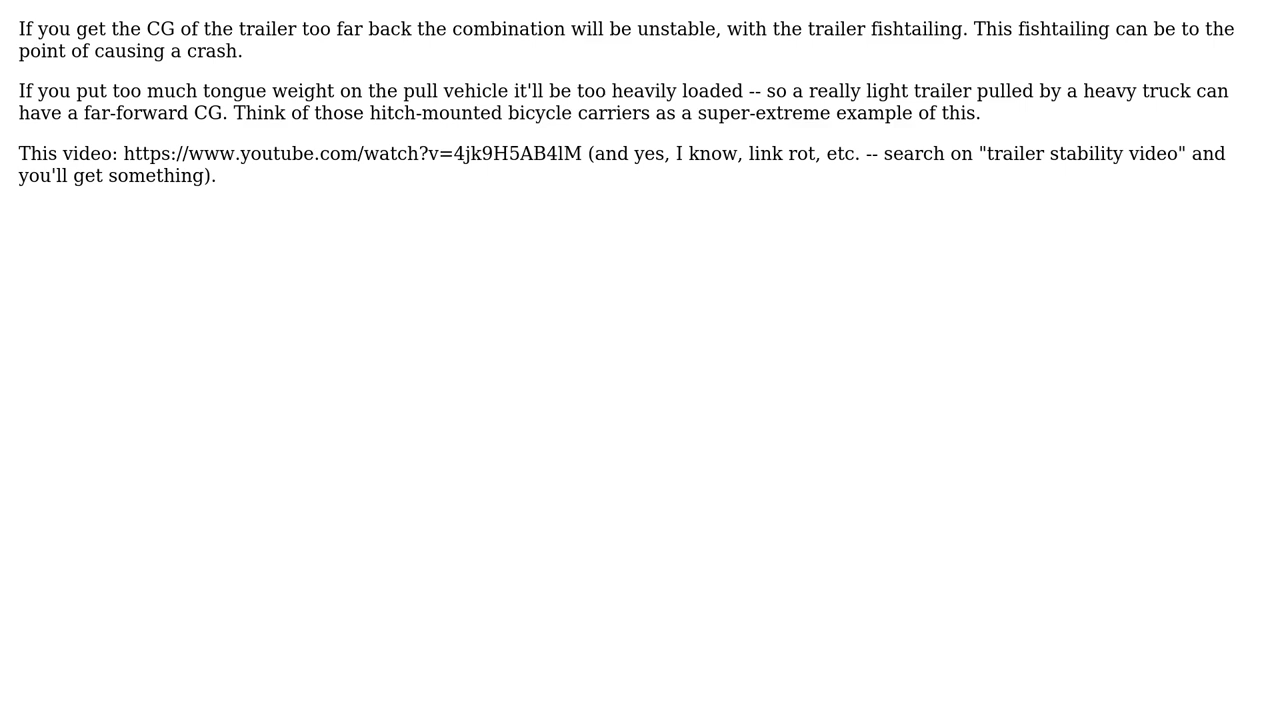 If you get the CG of the trailer too far back the combination will be unstable, with the trailer fishtailing. This fishtailing can be to the
point of causing a crash.
If you put too much tongue weight on the pull vehicle it'll be too heavily loaded -- so a really light trailer pulled by a heavy truck can
have a far-forward CG. Think of those hitch-mounted bicycle carriers as a super-extreme example of this.
This video: https://www.youtube.com/watch?v=4jk9H5AB4lM (and yes, I know, link rot, etc. -- search on "trailer stability video" and
you'll get something).